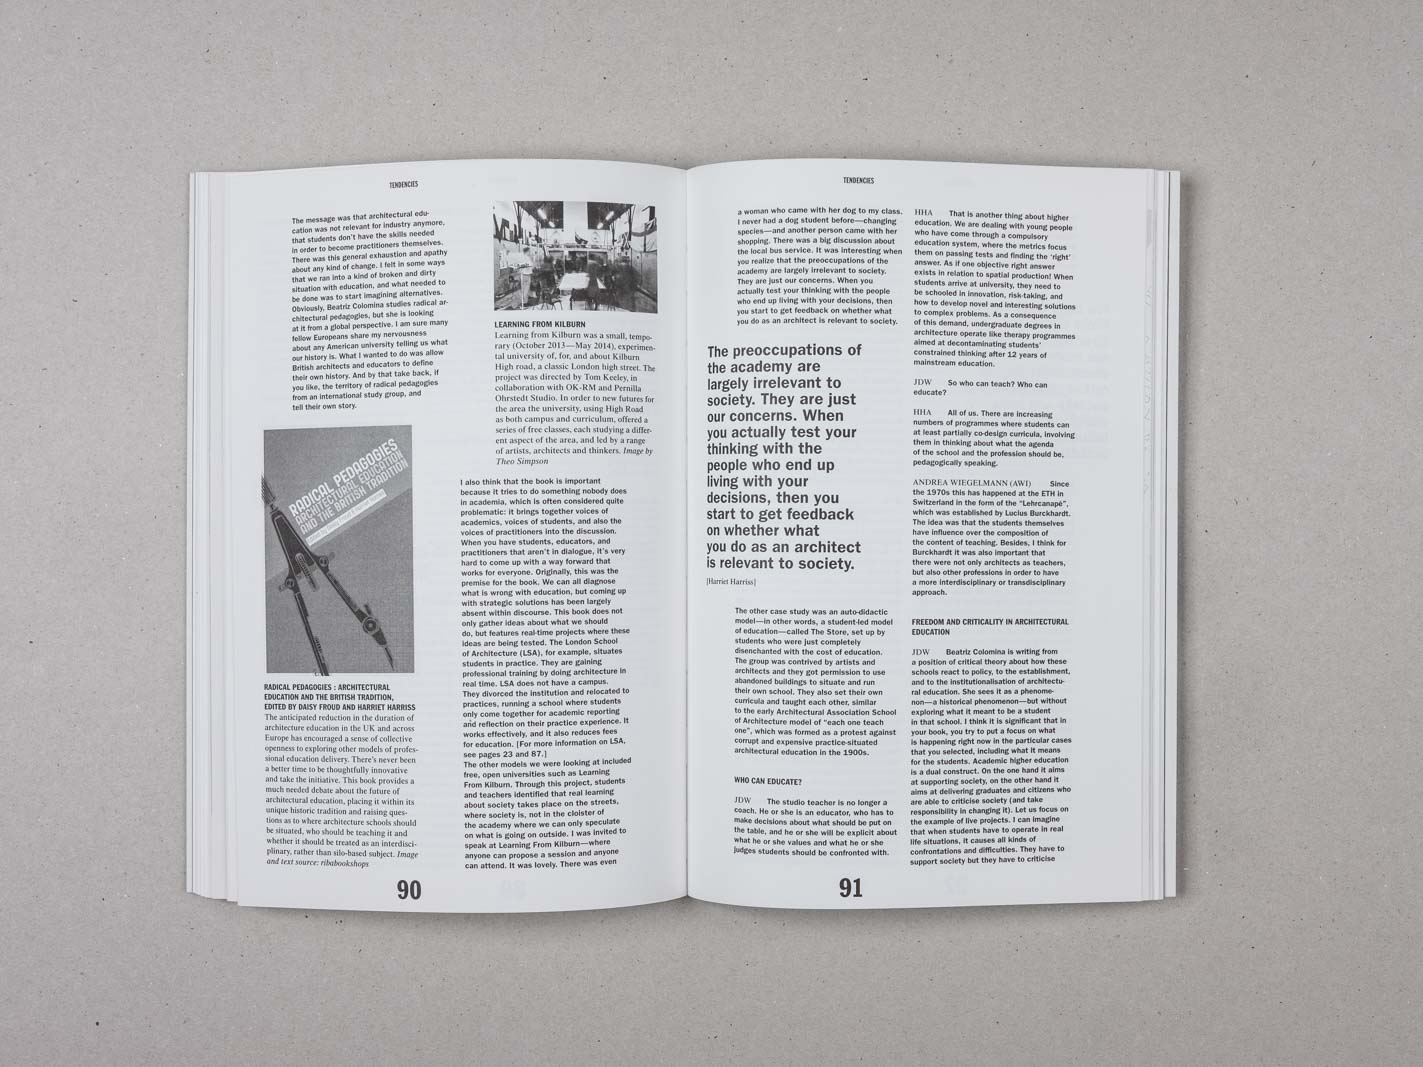 TENDENCIES
The message was that architectural edu-
cation was not relevant for industry anymore,
that students don't have the skills needed
in order to become practitioners themselves.
There was this general exhaustion and apathy
about any kind of change. I felt in some ways
that we ran into a kind of broken and dirty
situation with education, and what needed to
be done was to start imagining alternatives.
Obviously, Beatriz Colomina studies radical ar-
chitectural pedagogies, but she is looking
at it from a global perspective. I am sure many
fellow Europeans share my nervousness
about any American university telling us what
our history is. What I wanted to do was allow
British architects and educators to define
their own history. And by that take back, if
you like, the territory of radical pedagogies
from an international study group, and
tell their own story.
RADICAL PEDAGOGIES
ARCHITECTURAL EDUCATION
AND THE BRITISH TRADITION
RADICAL PEDAGOGIES : ARCHITECTURAL
EDUCATION AND THE BRITISH TRADITION,
EDITED BY DAISY FROUD AND HARRIET HARRISS
The anticipated reduction in the duration of
architecture education in the UK and across
Europe has encouraged a sense of collective
openness to exploring other models of profes-
sional education delivery. There's never been
a better time to be thoughtfully innovative
and take the initiative. This book provides a
much needed debate about the future of
architectural education, placing it within its
unique historic tradition and raising ques-
tions as to where architecture schools should
be situated, who should be teaching it and
whether it should be treated as an interdisci-
plinary, rather than silo-based subject. Image
and text source: ribabookshops
LEARNING FROM KILBURN
Learning from Kilburn was a small, tempo-
rary (October 2013—May 2014), experimen-
tal university of, for, and about Kilburn
High road, a classic London high street. The
project was directed by Tom Keeley, in
collaboration with OK-RM and Pernilla
Ohrstedt Studio. In order to new futures for
the area the university, using High Road
as both campus and curriculum, offered a
series of free classes, each studying a differ-
ent aspect of the area, and led by a range
of artists, architects and thinkers. Image by
Theo Simpson
I also think that the book is important
because it tries to do something nobody does
in academia, which is often considered quite
problematic: it brings together voices of
academics, voices of students, and also the
voices of practitioners into the discussion.
When you have students, educators, and
practitioners that aren't in dialogue, it's very
hard to come up with a way forward that
works for everyone. Originally, this was the
premise for the book. We can all diagnose
what is wrong with education, but coming up
with strategic solutions has been largely
absent within discourse. This book does not
only gather ideas about what we should
do, but features real-time projects where these
ideas are being tested. The London School
of Architecture (LSA), for example, situates
students in practice. They are gaining
professional training by doing architecture in
real time. LSA does not have a campus.
They divorced the institution and relocated to
practices, running a school where students
only come together for academic reporting
and reflection on their practice experience. It
works effectively, and it also reduces fees
for education. [For more information on LSA,
see pages 23 and 87.]
The other models we were looking at included
free, open universities such as Learning
From Kilburn. Through this project, students
and teachers identified that real learning
about society takes place on the streets,
where society is, not in the cloister of
the academy where we can only speculate
on what is going on outside. I was invited to
speak at Learning From Kilburn—where
anyone can propose a session and anyone
can attend. It was lovely. There was even
90
TENDENCIES
a woman who came with her dog to my class.
I never had a dog student before—changing
species—and another person came with her
shopping. There was a big discussion about
the local bus service. It was interesting when
you realize that the preoccupations of the
academy are largely irrelevant to society.
They are just our concerns. When you
actually test your thinking with the people
who end up living with your decisions, then
you start to get feedback on whether what
you do as an architect is relevant to society.
The preoccupations of
the academy are
largely irrelevant to
society. They are just
our concerns. When
you actually test your
thinking with the
people who end up
living with your
decisions, then you
start to get feedback
on whether what
you do as an architect
is relevant to society.
[Harriet Harriss]
The other case study was an auto-didactic
model—in other words, a student-led model
of education—called The Store, set up by
students who were just completely
disenchanted with the cost of education.
The group was contrived by artists and
architects and they got permission to use
abandoned buildings to situate and run
their own school. They also set their own
curricula and taught each other, similar
to the early Architectural Association School
of Architecture model of "each one teach
one", which was formed as a protest against
corrupt and expensive practice-situated
architectural education in the 1900s.
WHO CAN EDUCATE?
JDW The studio teacher is no longer a
coach. He or she is an educator, who has to
make decisions about what should be put on
the table, and he or she will be explicit about
what he or she values and what he or she
judges students should be confronted with.
HHA That is another thing about higher
education. We are dealing with young people
who have come through a compulsory
education system, where the metrics focus
them on passing tests and finding the 'right'
answer. As if one objective right answer
exists in relation to spatial production! When
students arrive at university, they need to
be schooled in innovation, risk-taking, and
how to develop novel and interesting solutions
to complex problems. As a consequence
of this demand, undergraduate degrees in
architecture operate like therapy programmes
aimed at decontaminating students'
constrained thinking after 12 years of
mainstream education.
JDW So who can teach? Who can
educate?
HHA All of us. There are increasing
numbers of programmes where students can
at least partially co-design curricula, involving
them in thinking about what the agenda
of the school and the profession should be,
pedagogically speaking.
ANDREA WIEGELMANN (AWI) Since
the 1970s this has happened at the ETH in
Switzerland in the form of the "Lehrcanapé",
which was established by Lucius Burckhardt.
The idea was that the students themselves
have influence over the composition of
the content of teaching. Besides, I think for
Burckhardt it was also important that
there were not only architects as teachers,
but also other professions in order to have
a more interdisciplinary or transdisciplinary
approach.
FREEDOM AND CRITICALITY IN ARCHITECTURAL
EDUCATION
JDW Beatriz Colomina is writing from
a position of critical theory about how these
schools react to policy, to the establishment,
and to the institutionalisation of architectu-
ral education. She sees it as a phenome-
non—a historical phenomenon—but without
exploring what it meant to be a student
in that school. I think it is significant that in
your book, you try to put a focus on what
is happening right now in the particular cases
that you selected, including what it means
for the students. Academic higher education
is a dual construct. On the one hand it aims
at supporting society, on the other hand it
aims at delivering graduates and citizens who
are able to criticise society (and take
responsibility in changing it). Let us focus on
the example of live projects. I can imagine
that when students have to operate in real
life situations, it causes all kinds of
confrontations and difficulties. They have to
support society but they have to criticise
91